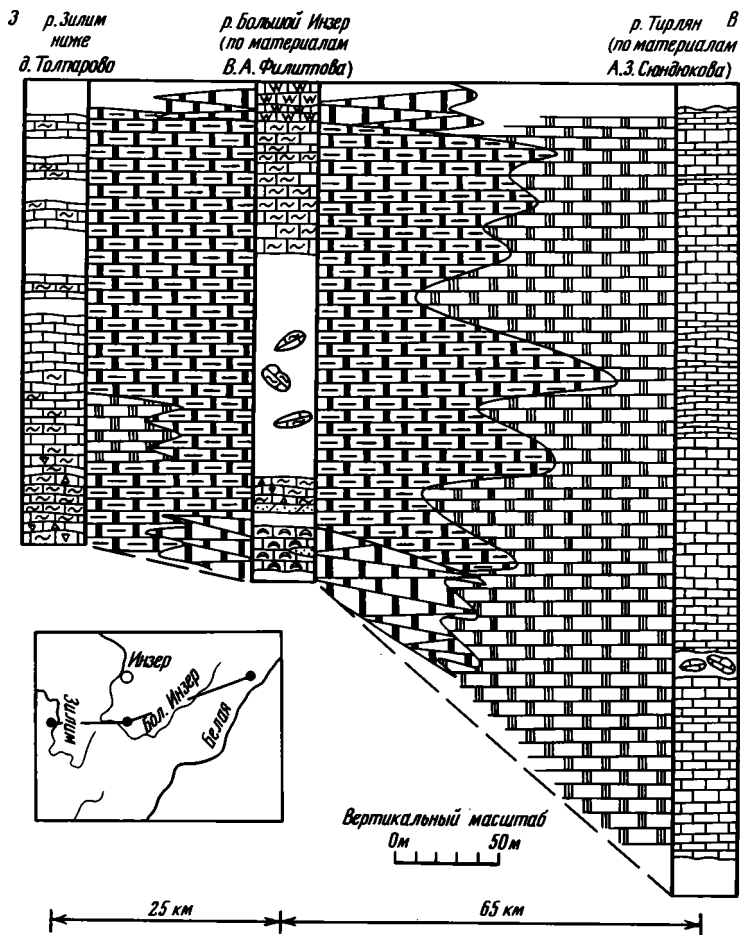 З
р. Зилим
ниже
д. Толпарово
р. Большой Инзер
(по материалам
В.А. Филиппова)
р. Тирлян
(по материалам
А.З. Сюндюкова)
В
Инзер
Зилим
Бол. Инзер
Белая
Вертикальный масштаб
0м
50м
25 км
65 км